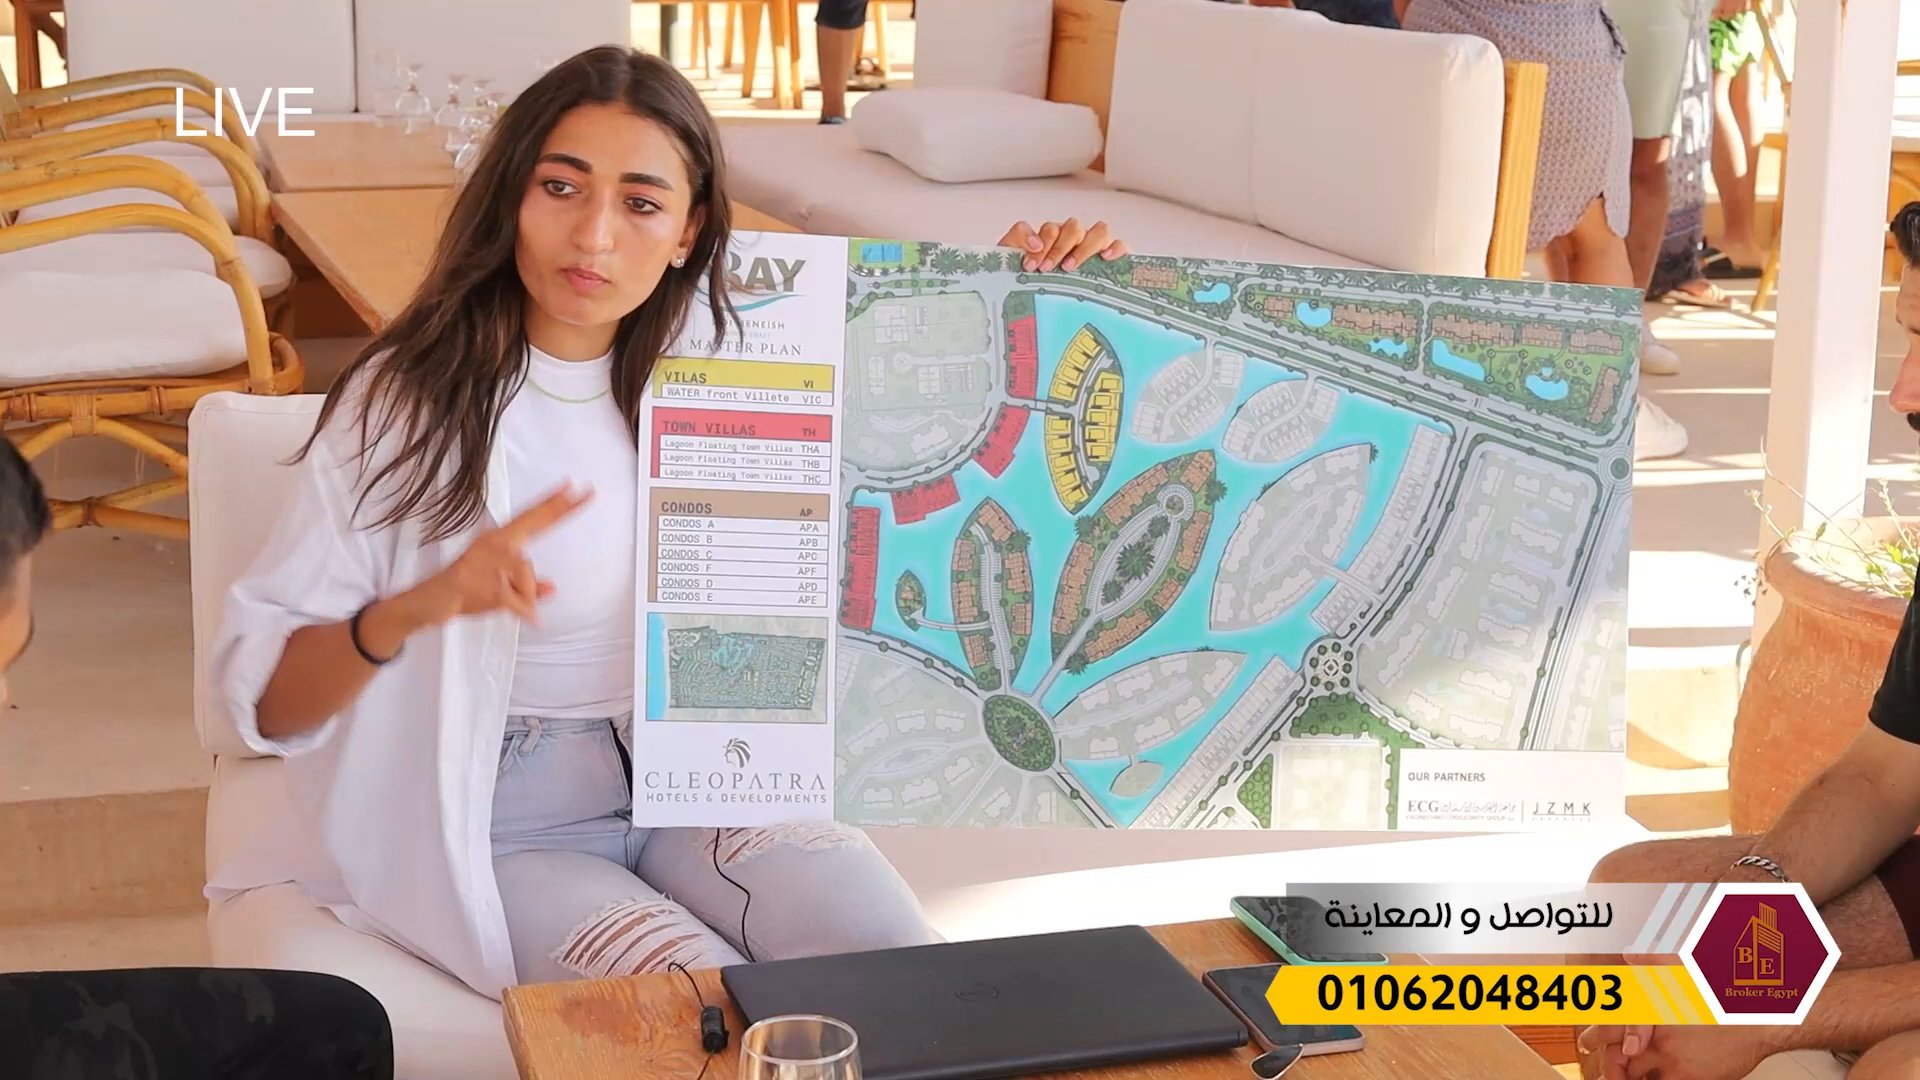 LIVE
BAY
MASTER PLAN
VILAS VI
WATER front Villete VIC
TOWN VILLAS TH
Lagoon Floating Town Villas THA
Lagoon Floating Town Villas THB
Lagoon Floating Town Villas THC
CONDOS AP
CONDOS A APA
CONDOS B APB
CONDOS C APC
CONDOS F APF
CONDOS D APD
CONDOS E APE
CLEOPATRA
HOTELS & DEVELOPMENTS
OUR PARTNERS
ECG
JZMK
للتواصل و المعاينة
01062048403
BE
Broker Egypt